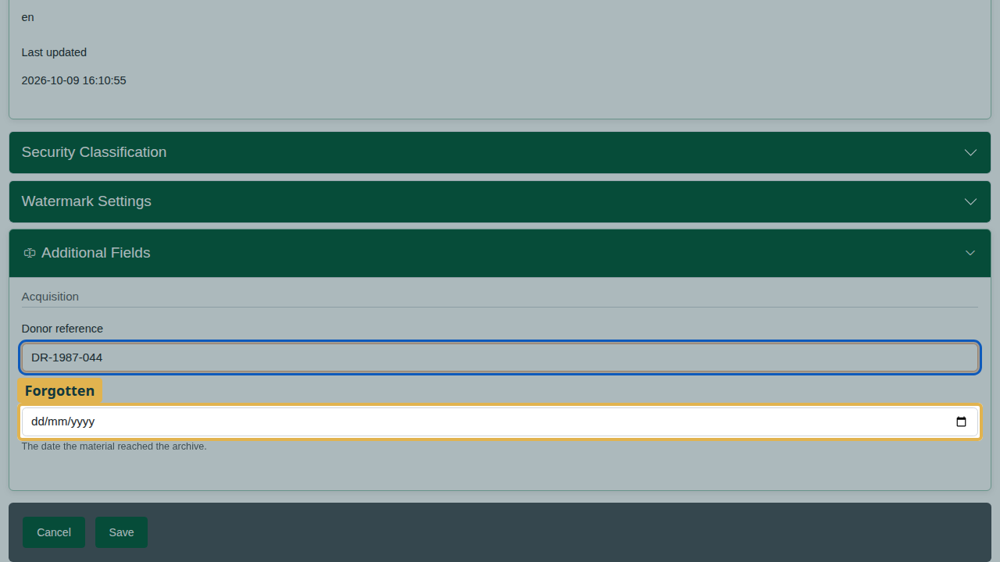 en
Last updated
2026-10-09 16:10:55
Security Classification
Watermark Settings
Additional Fields
Acquisition
Donor reference
DR-1987-044
Forgotten
dd/mm/yyyy
The date the material reached the archive.
Cancel
Save